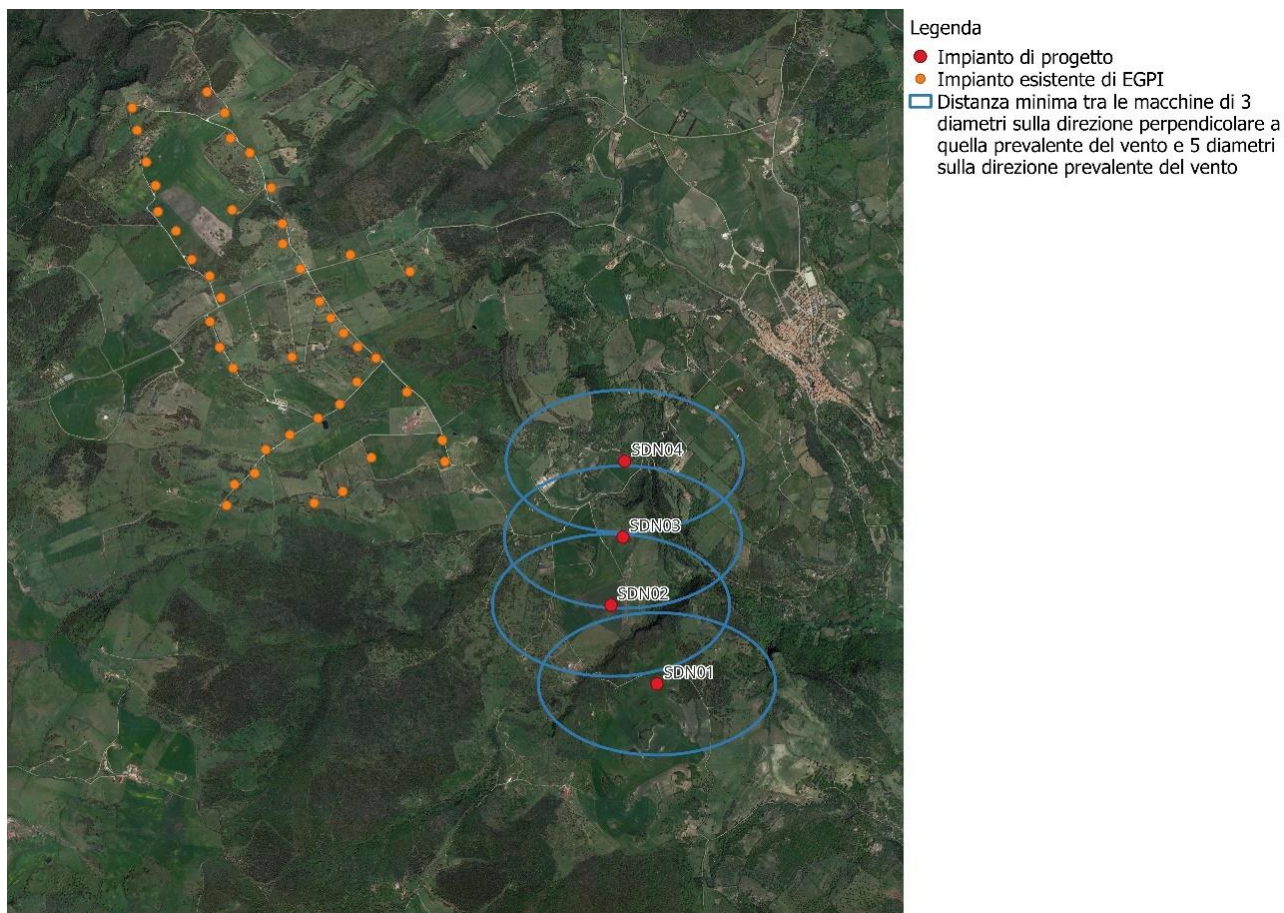 Legenda
Impianto di progetto
Impianto esistente di EGPI
Distanza minima tra le macchine di 3
diametri sulla direzione perpendicolare a
quella prevalente del vento e 5 diametri
sulla direzione prevalente del vento
SDN04
SDN03
SDN02
SDN01